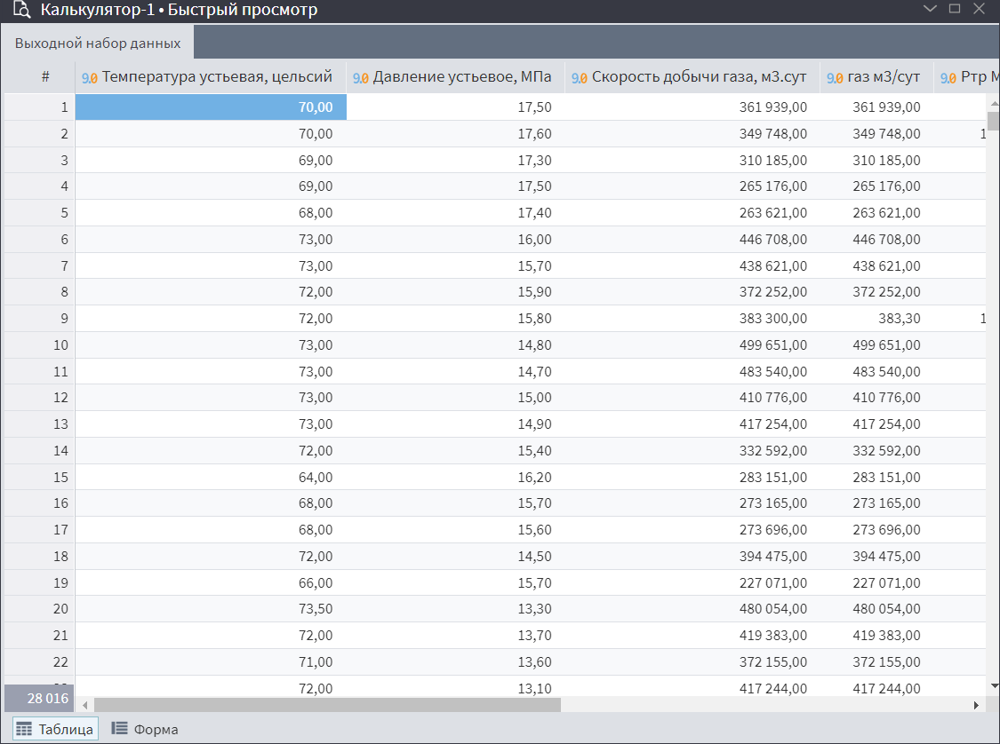 Калькулятор-1 • Быстрый просмотр
Выходной набор данных
# 9.0 Температура устьевая, цельсий 9.0 Давление устьевое, МПа 9.0 Скорость добычи газа, м3.сут 9.0 газ м3/сут 9.0 Ртр М
1 70,00 17,50 361 939,00 361 939,00
2 70,00 17,60 349 748,00 349 748,00 1
3 69,00 17,30 310 185,00 310 185,00
4 69,00 17,50 265 176,00 265 176,00
5 68,00 17,40 263 621,00 263 621,00
6 73,00 16,00 446 708,00 446 708,00
7 73,00 15,70 438 621,00 438 621,00
8 72,00 15,90 372 252,00 372 252,00
9 72,00 15,80 383 300,00 383,30 1
10 73,00 14,80 499 651,00 499 651,00
11 73,00 14,70 483 540,00 483 540,00
12 73,00 15,00 410 776,00 410 776,00
13 73,00 14,90 417 254,00 417 254,00
14 72,00 15,40 332 592,00 332 592,00
15 64,00 16,20 283 151,00 283 151,00
16 68,00 15,70 273 165,00 273 165,00
17 68,00 15,60 273 696,00 273 696,00
18 72,00 14,50 394 475,00 394 475,00
19 66,00 15,70 227 071,00 227 071,00
20 73,50 13,30 480 054,00 480 054,00
21 72,00 13,70 419 383,00 419 383,00
22 71,00 13,60 372 155,00 372 155,00
72,00 13,10 417 244,00 417 244,00
28 016
Таблица Форма